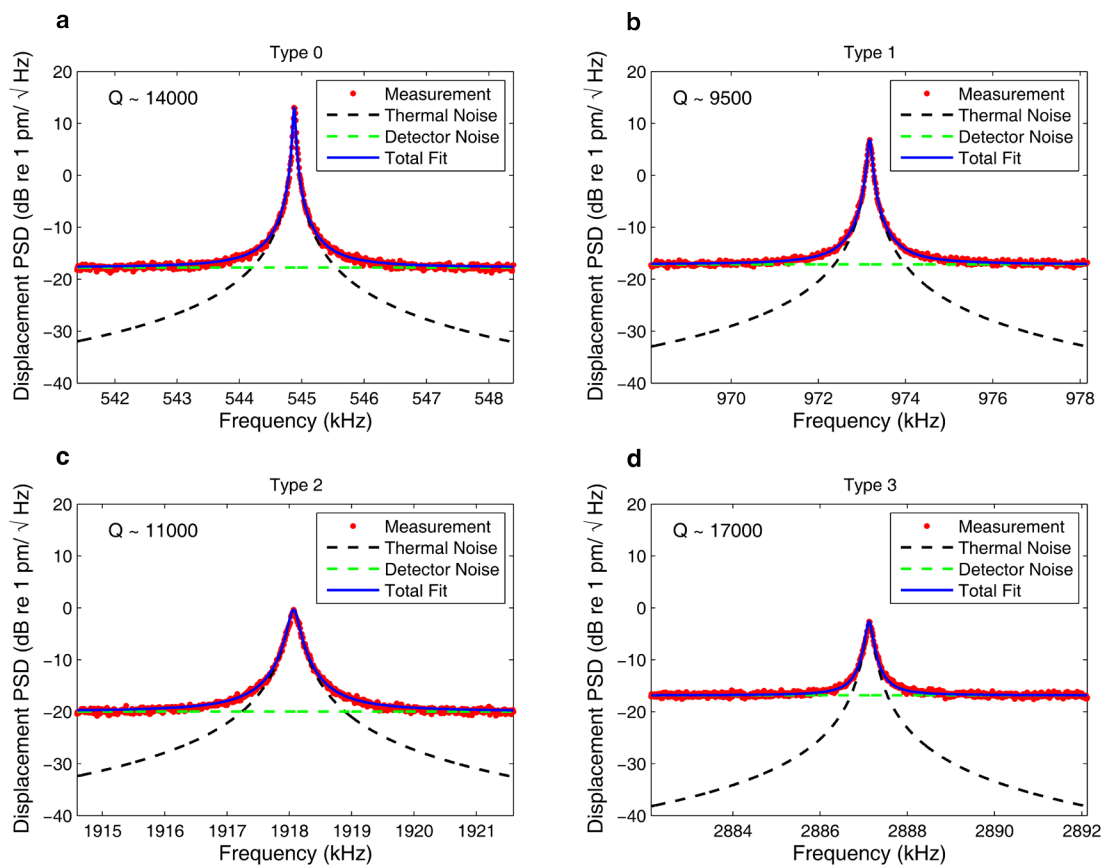 a
Type 0
Displacement PSD (dB re 1 pm/ √ Hz)
20
10
0
−10
−20
−30
−40
Q ~ 14000
Measurement
Thermal Noise
Detector Noise
Total Fit
542 543 544 545 546 547 548
Frequency (kHz)
b
Type 1
Displacement PSD (dB re 1 pm/ √ Hz)
20
10
0
−10
−20
−30
−40
Q ~ 9500
Measurement
Thermal Noise
Detector Noise
Total Fit
970 972 974 976 978
Frequency (kHz)
c
Type 2
Displacement PSD (dB re 1 pm/ √ Hz)
20
10
0
−10
−20
−30
−40
Q ~ 11000
Measurement
Thermal Noise
Detector Noise
Total Fit
1915 1916 1917 1918 1919 1920 1921
Frequency (kHz)
d
Type 3
Displacement PSD (dB re 1 pm/ √ Hz)
20
10
0
−10
−20
−30
−40
Q ~ 17000
Measurement
Thermal Noise
Detector Noise
Total Fit
2884 2886 2888 2890 2892
Frequency (kHz)